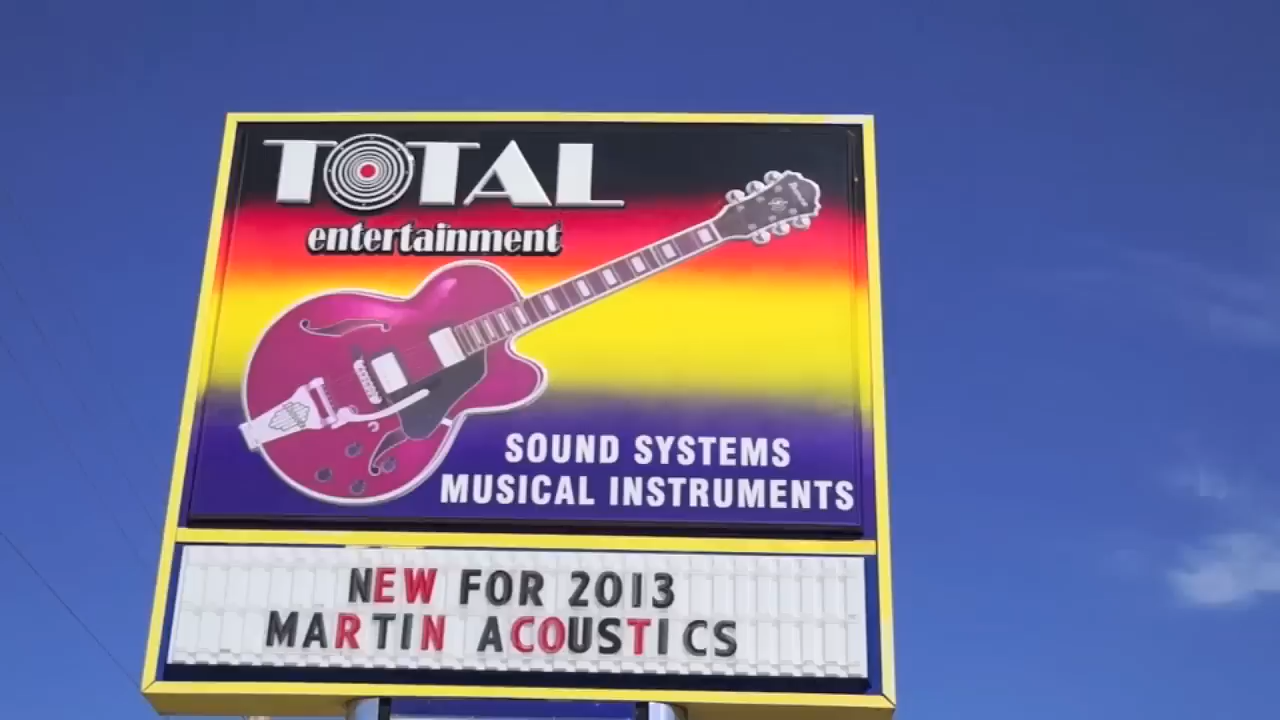 TOTAL
entertainment
SOUND SYSTEMS
MUSICAL INSTRUMENTS
NEW FOR 2013
MARTIN ACOUSTICS